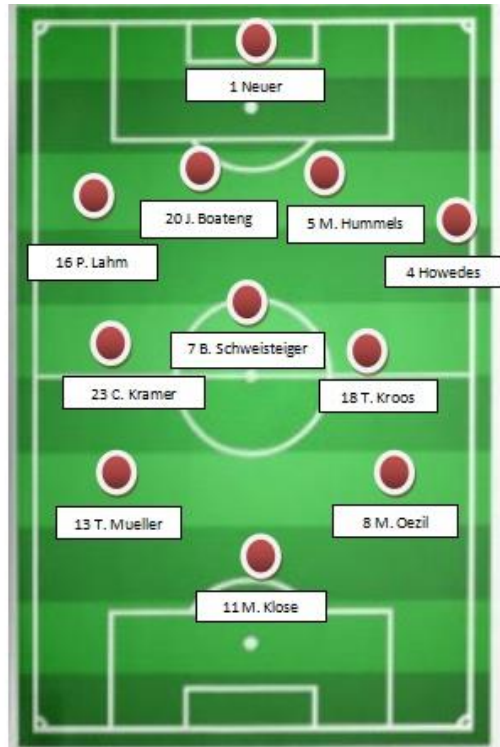 1 Neuer
20 J. Boateng
5 M. Hummels
16 P. Lahm
4 Howedes
7 B. Schweisteiger
23 C. Kramer
18 T. Kroos
13 T. Mueller
8 M. Oezil
11 M. Klose